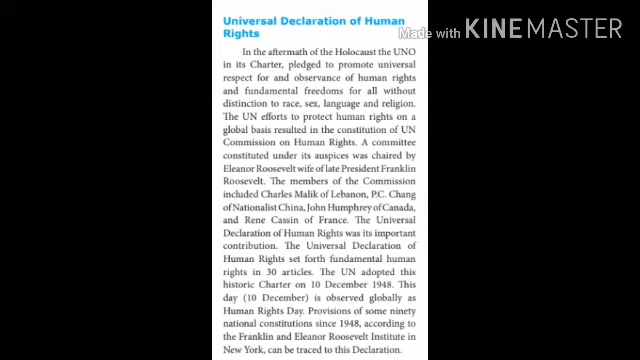 Universal Declaration of Human
Rights
Made with KINEMASTER
In the aftermath of the Holocaust the UNO
in its Charter, pledged to promote universal
respect for and observance of human rights
and fundamental freedoms for all without
distinction to race, sex, language and religion.
The UN efforts to protect human rights on a
global basis resulted in the constitution of UN
Commission on Human Rights. A committee
constituted under its auspices was chaired by
Eleanor Roosevelt wife of late President Franklin
Roosevelt. The members of the Commission
included Charles Malik of Lebanon, P.C. Chang
of Nationalist China, John Humphrey of Canada,
and Rene Cassin of France. The Universal
Declaration of Human Rights was its important
contribution. The Universal Declaration of
Human Rights set forth fundamental human
rights in 30 articles. The UN adopted this
historic Charter on 10 December 1948. This
day (10 December) is observed globally as
Human Rights Day. Provisions of some ninety
national constitutions since 1948, according to
the Franklin and Eleanor Roosevelt Institute in
New York, can be traced to this Declaration.